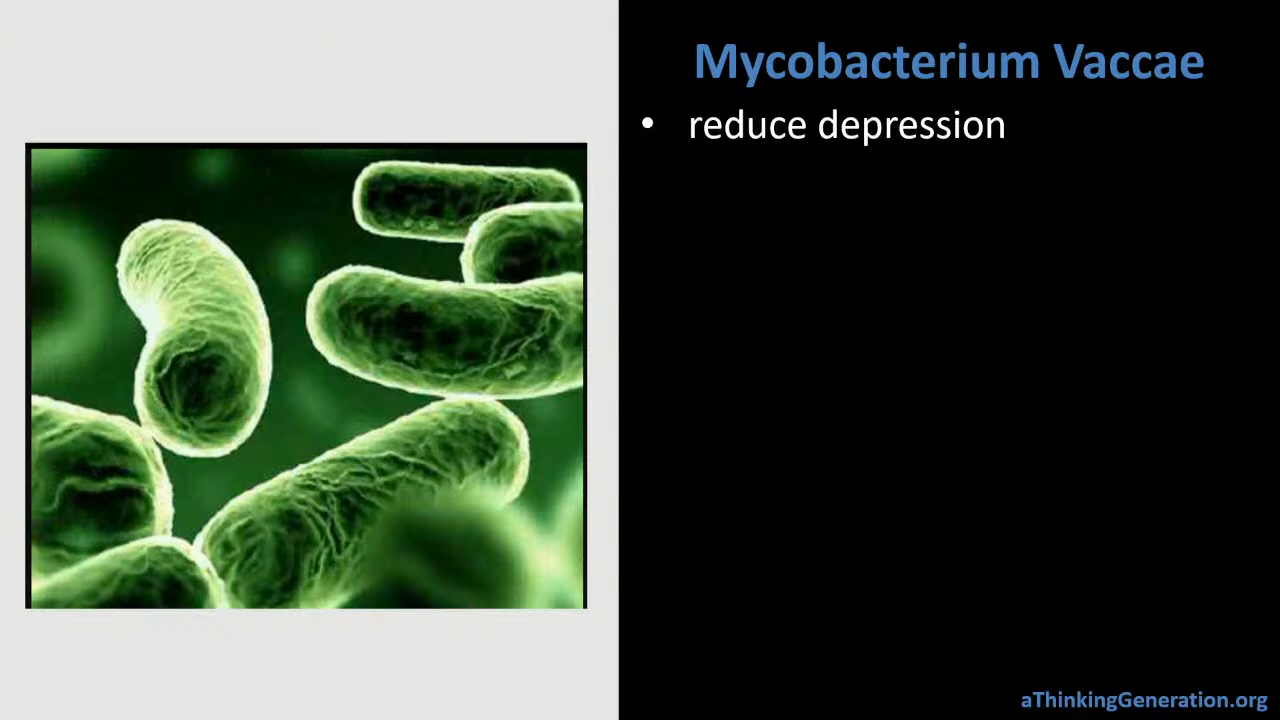 Mycobacterium Vaccae
• reduce depression
aThinkingGeneration.org